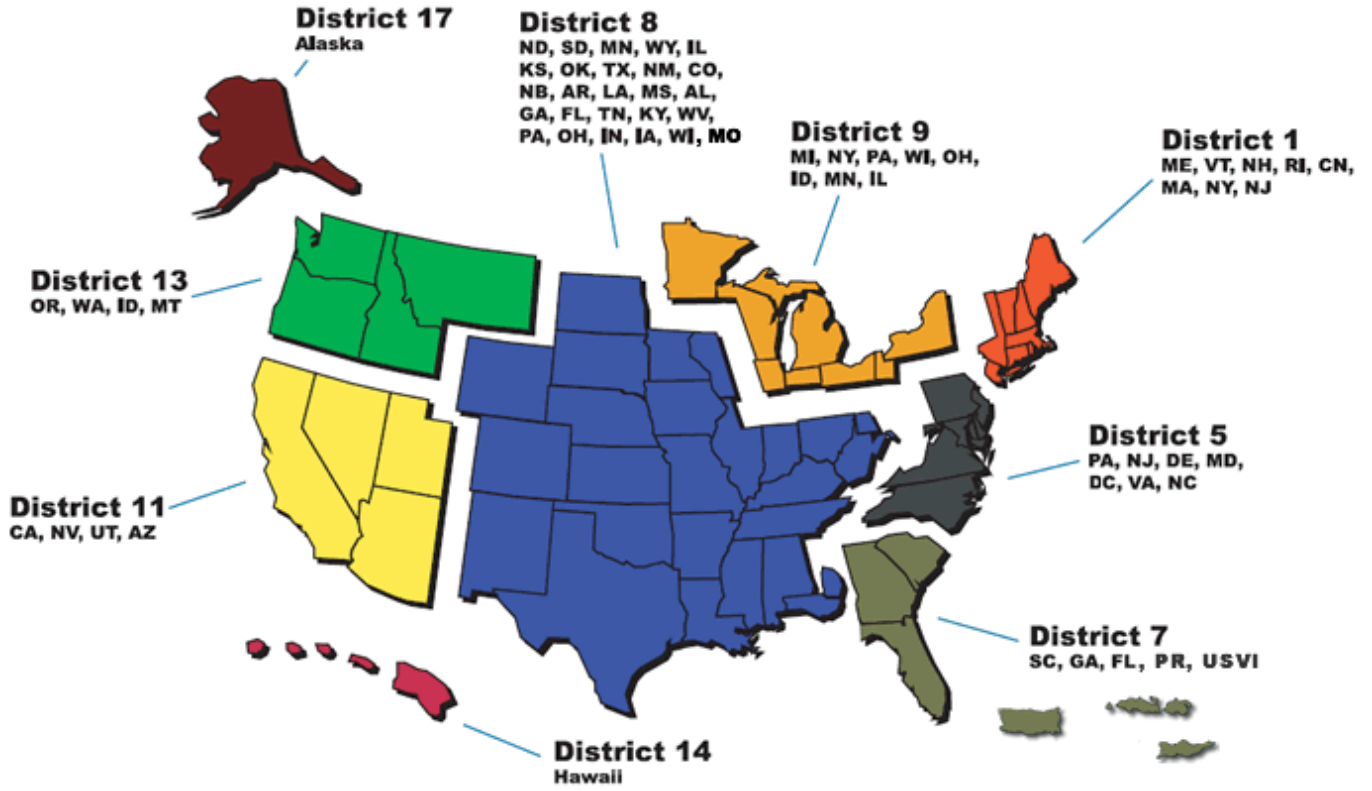 District 17
Alaska
District 8
ND, SD, MN, WY, IL
KS, OK, TX, NM, CO,
NB, AR, LA, MS, AL,
GA, FL, TN, KY, WV,
PA, OH, IN, IA, WI, MO
District 9
MI, NY, PA, WI, OH,
ID, MN, IL
District 1
ME, VT, NH, RI, CN,
MA, NY, NJ
District 13
OR, WA, ID, MT
District 5
PA, NJ, DE, MD,
DC, VA, NC
District 11
CA, NV, UT, AZ
District 7
SC, GA, FL, PR, USVI
District 14
Hawaii